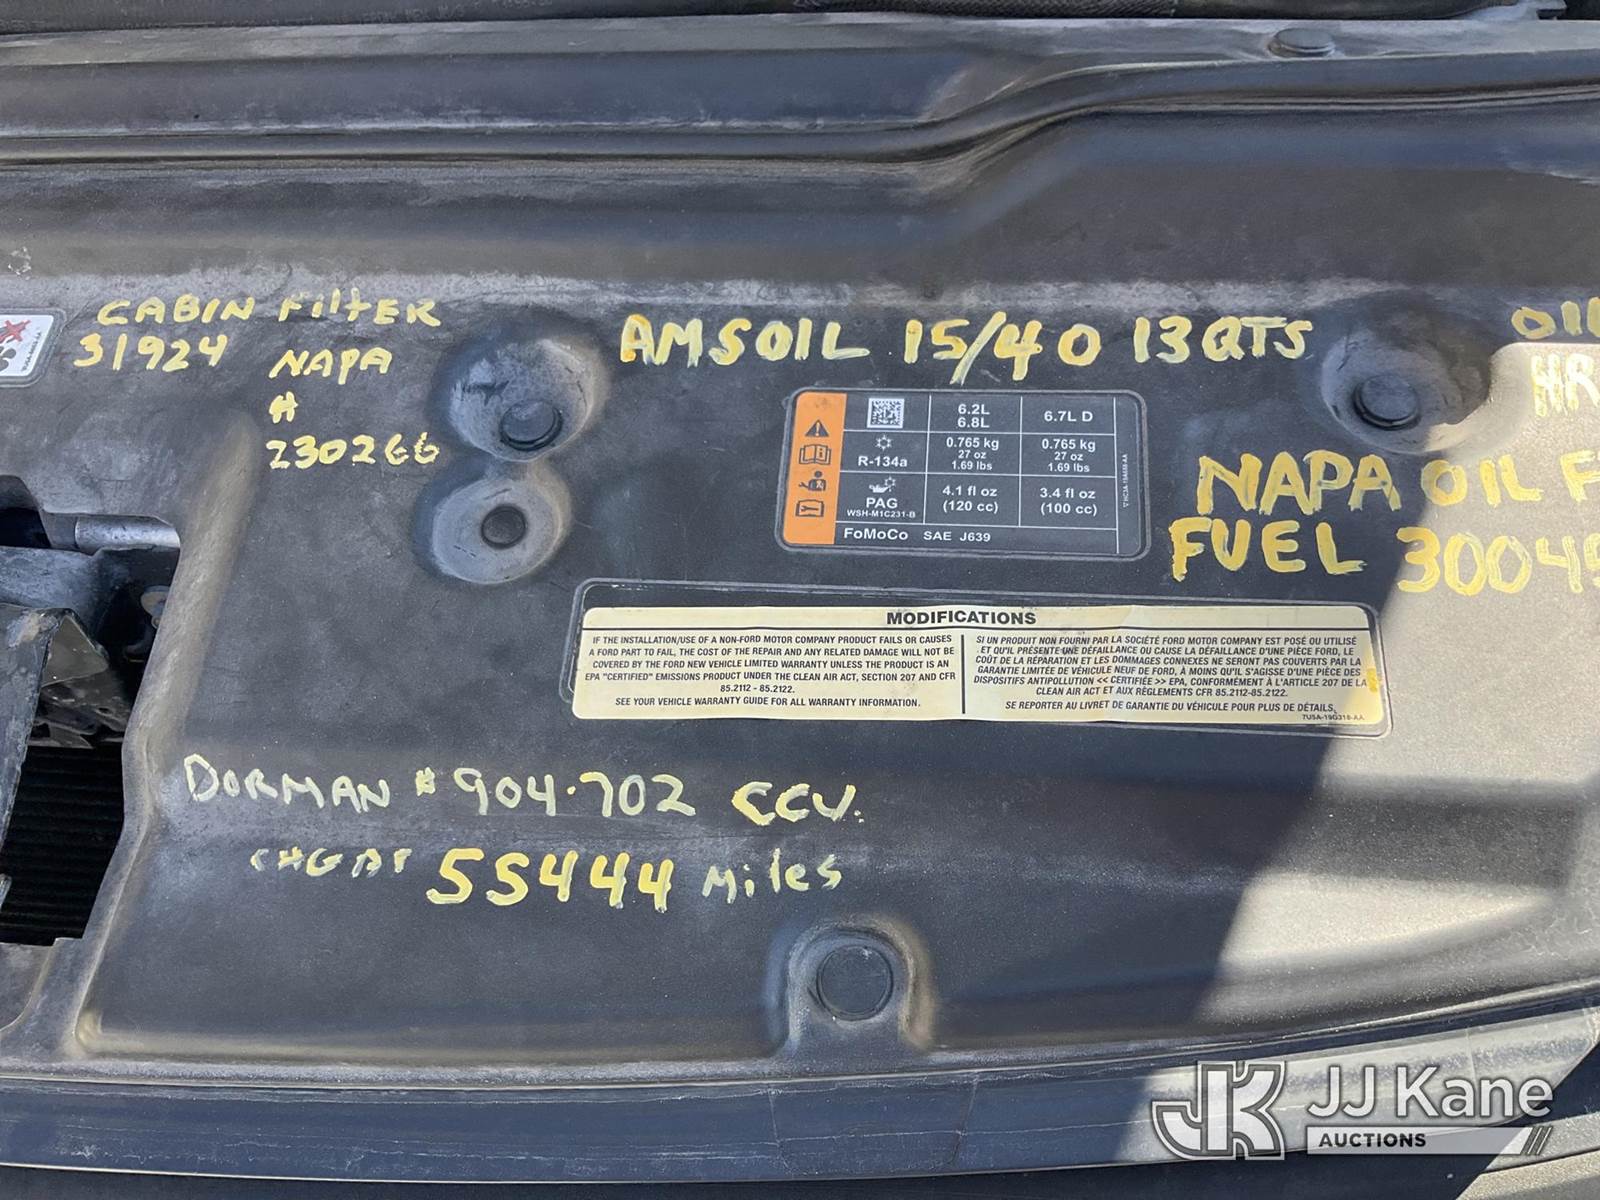 CABIN FilTER
31924
NAPA
#
230266
AMSOIL 15/40 13 QTS
OIL
HR
NAPA OIL F
FUEL 30045
6.2L
6.8L
6.7L D
R-134a
0.765 kg
27 oz
1.69 lbs
0.765 kg
27 oz
1.69 lbs
PAG
WSH-M1C231-B
4.1 fl oz
(120 cc)
3.4 fl oz
(100 cc)
FoMoCo SAE J639
MODIFICATIONS
IF THE INSTALLATION/USE OF A NON-FORD MOTOR COMPANY PRODUCT FAILS OR CAUSES
A FORD PART TO FAIL, THE COST OF THE REPAIR AND ANY RELATED DAMAGE WILL NOT BE
COVERED BY THE FORD NEW VEHICLE LIMITED WARRANTY UNLESS THE PRODUCT IS AN
EPA "CERTIFIED" EMISSIONS PRODUCT UNDER THE CLEAN AIR ACT, SECTION 207 AND CFR
85.2112 - 85.2122.
SEE YOUR VEHICLE WARRANTY GUIDE FOR ALL WARRANTY INFORMATION.
SI UN PRODUIT NON FOURNI PAR LA SOCIÉTÉ FORD MOTOR COMPANY EST POSÉ OU UTILISÉ
ET QU'IL PRÉSENTE UNE DÉFAILLANCE OU CAUSE LA DÉFAILLANCE D'UNE PIÈCE FORD, LE
COÛT DE LA RÉPARATION ET LES DOMMAGES CONNEXES NE SERONT PAS COUVERTS PAR LA
GARANTIE LIMITÉE DE VÉHICULE NEUF DE FORD, À MOINS QU'IL S'AGISSE D'UNE PIÈCE DES
DISPOSITIFS ANTIPOLLUTION << CERTIFIÉE >> EPA, CONFORMÉMENT À L'ARTICLE 207 DE LA
CLEAN AIR ACT ET AUX RÈGLEMENTS CFR 85.2112-85.2122.
SE REPORTER AU LIVRET DE GARANTIE DU VÉHICULE POUR PLUS DE DÉTAILS.
7U5A-19G318-AA
DORMAN # 904-702 CCV.
CHG AT 55444 Miles
JJ Kane
AUCTIONS